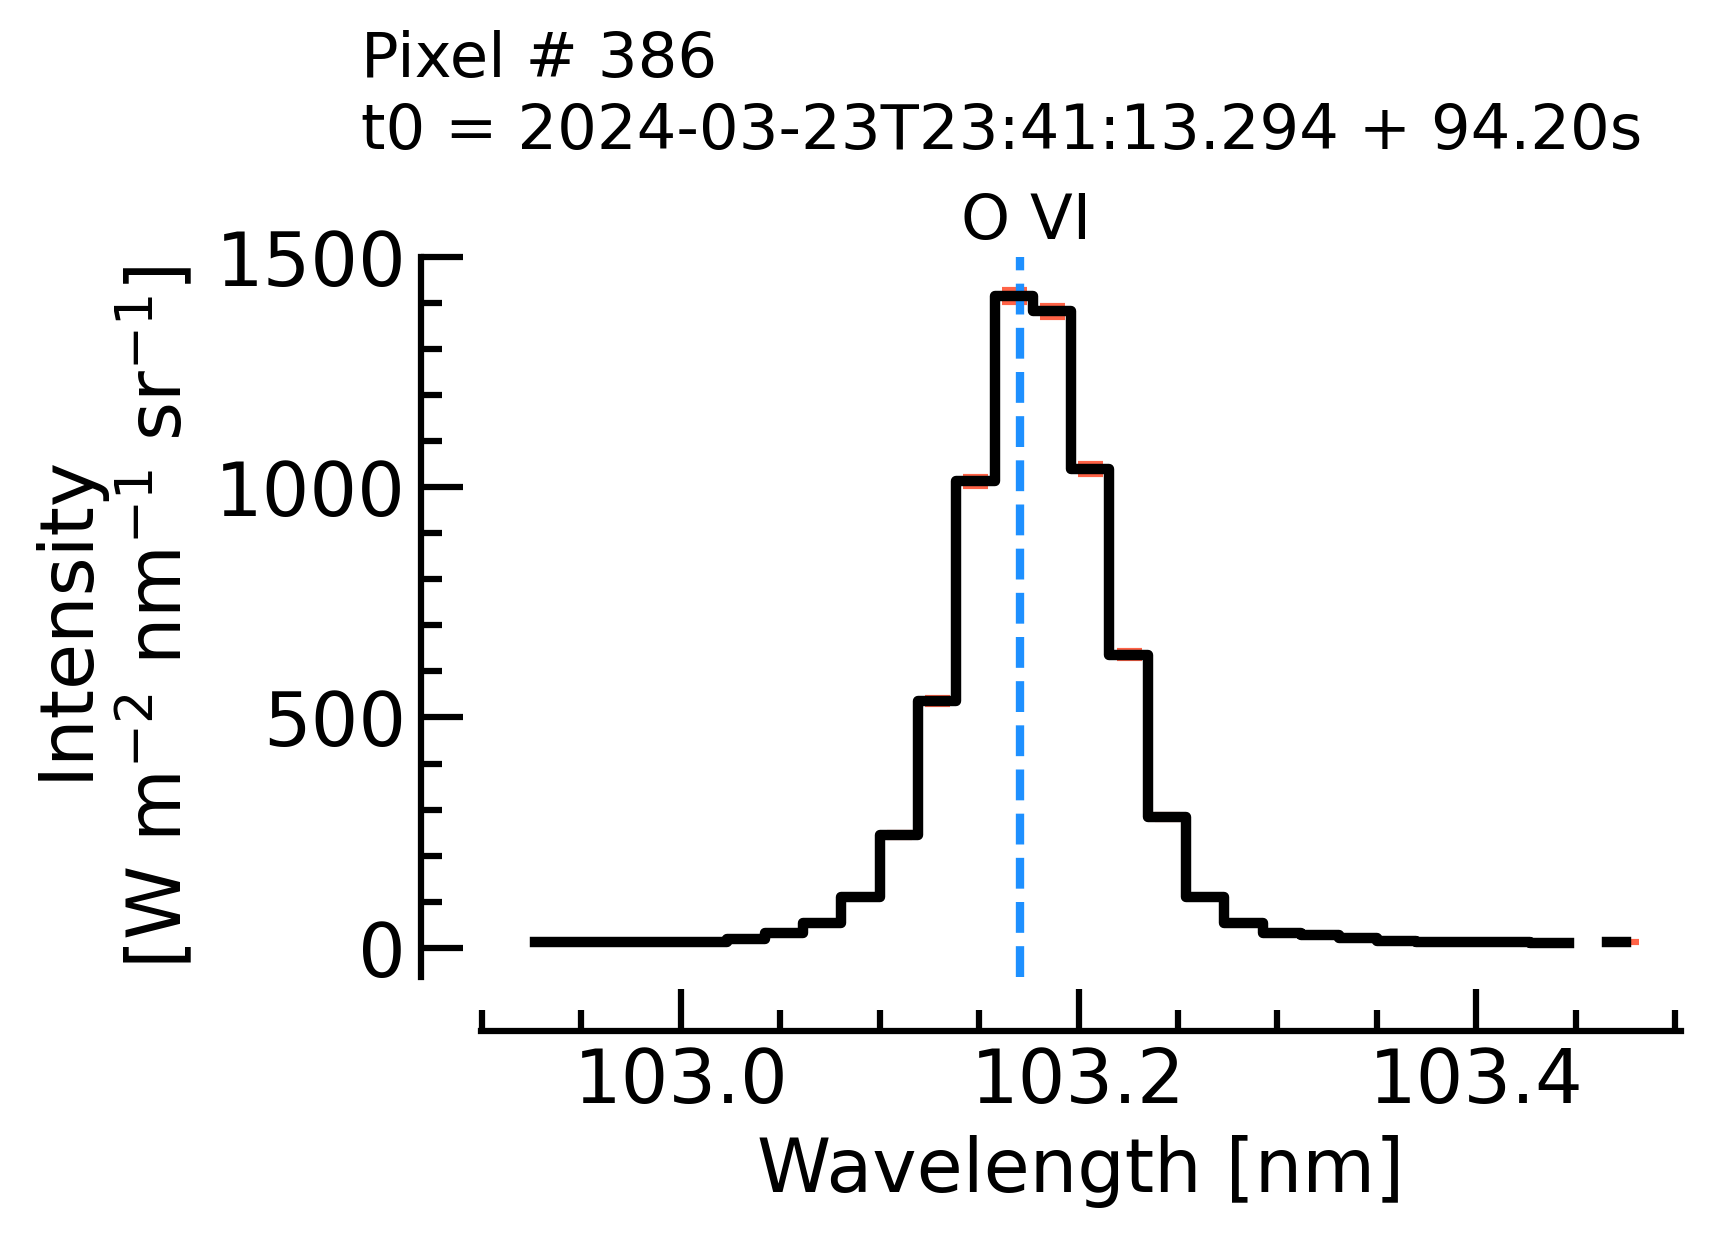 Pixel # 386
t0 = 2024-03-23T23:41:13.294 + 94.20s
O VI
1500
1000
500
0
Intensity
[W m⁻² nm⁻¹ sr⁻¹]
103.0 103.2 103.4
Wavelength [nm]